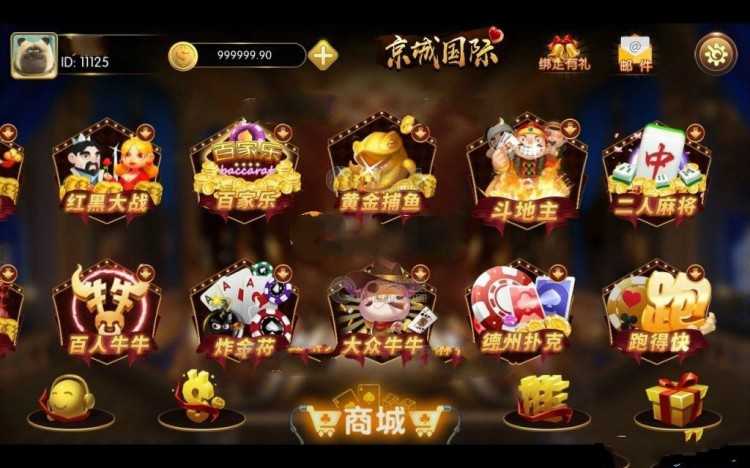 ID: 11125
999999.90
京城国际
绑定有礼
邮件
红黑大战
百家乐
baccarat
百家乐
黄金捕鱼
斗地主
中
二人麻将
牛牛
百人牛牛
A
A
A
炸金花
大众牛牛
德州扑克
跑
跑得快
商城